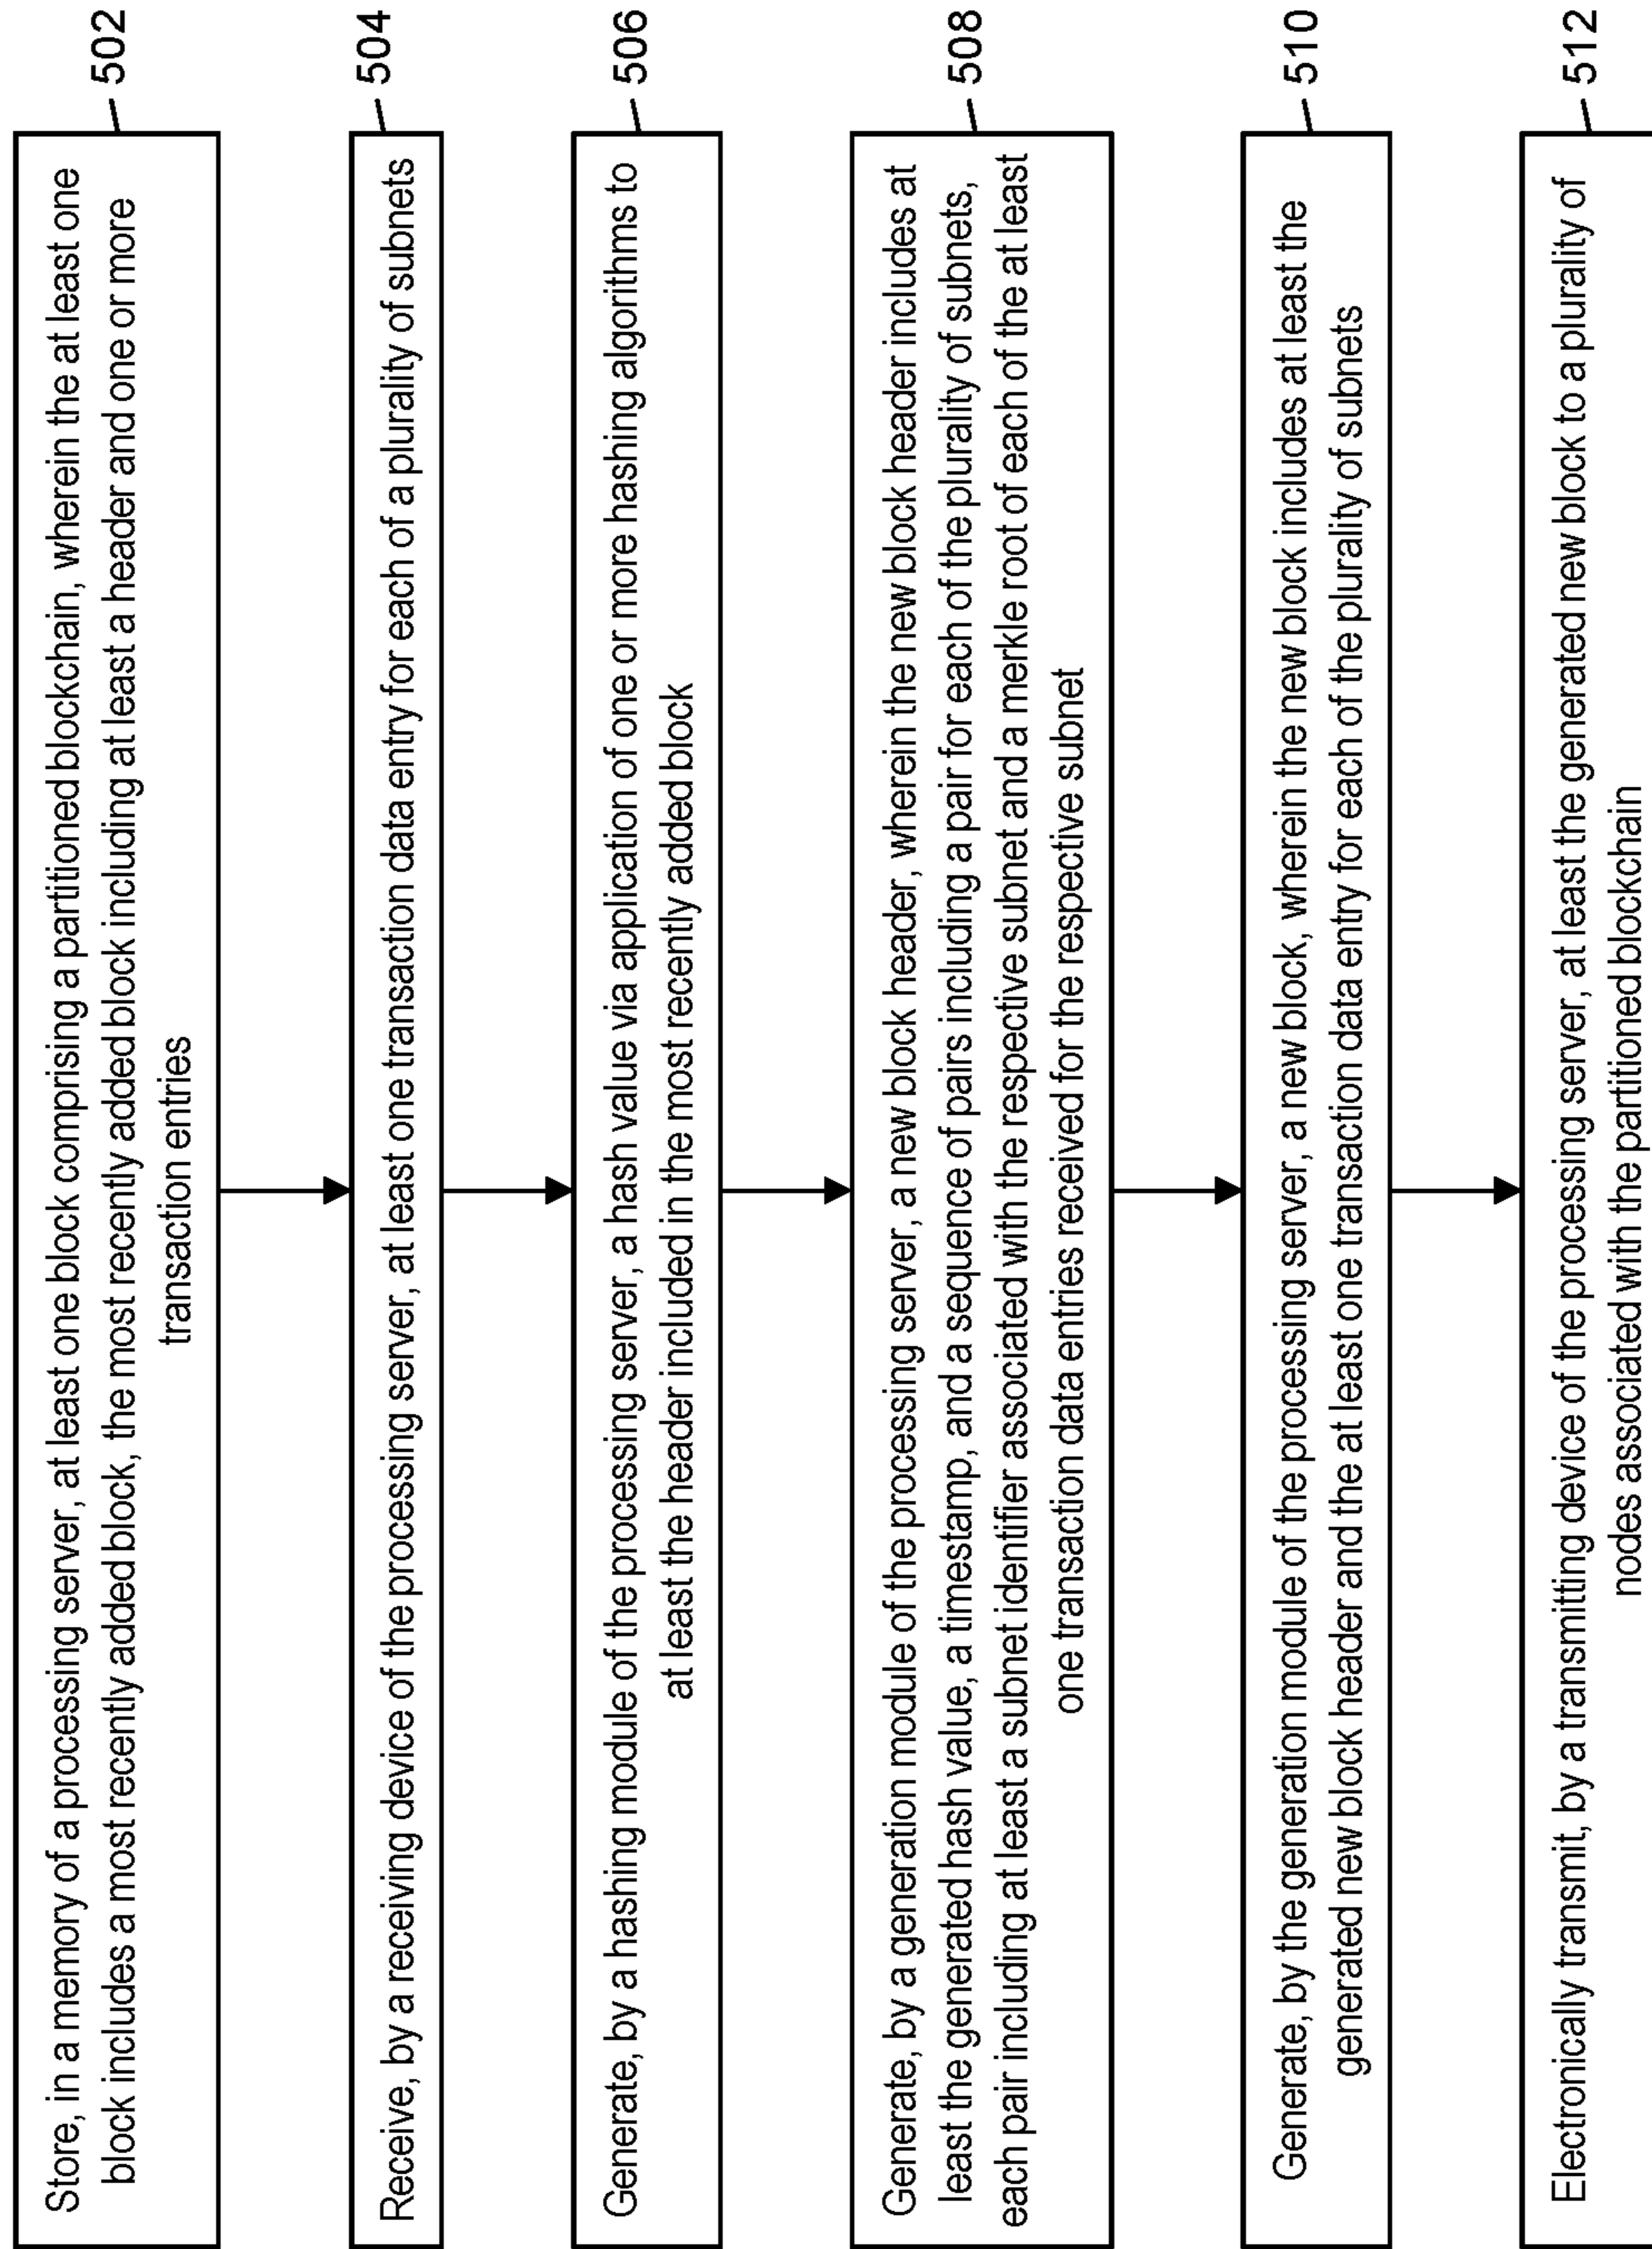 Store, in a memory of a processing server, at least one block comprising a partitioned blockchain, wherein the at least one
block includes a most recently added block, the most recently added block including at least a header and one or more
transaction entries
502
Receive, by a receiving device of the processing server, at least one transaction data entry for each of a plurality of subnets
504
Generate, by a hashing module of the processing server, a hash value via application of one or more hashing algorithms to
at least the header included in the most recently added block
506
Generate, by a generation module of the processing server, a new block header, wherein the new block header includes at
least the generated hash value, a timestamp, and a sequence of pairs including a pair for each of the plurality of subnets,
each pair including at least a subnet identifier associated with the respective subnet and a merkle root of each of the at least
one transaction data entries received for the respective subnet
508
Generate, by the generation module of the processing server, a new block, wherein the new block includes at least the
generated new block header and the at least one transaction data entry for each of the plurality of subnets
510
Electronically transmit, by a transmitting device of the processing server, at least the generated new block to a plurality of
nodes associated with the partitioned blockchain
512